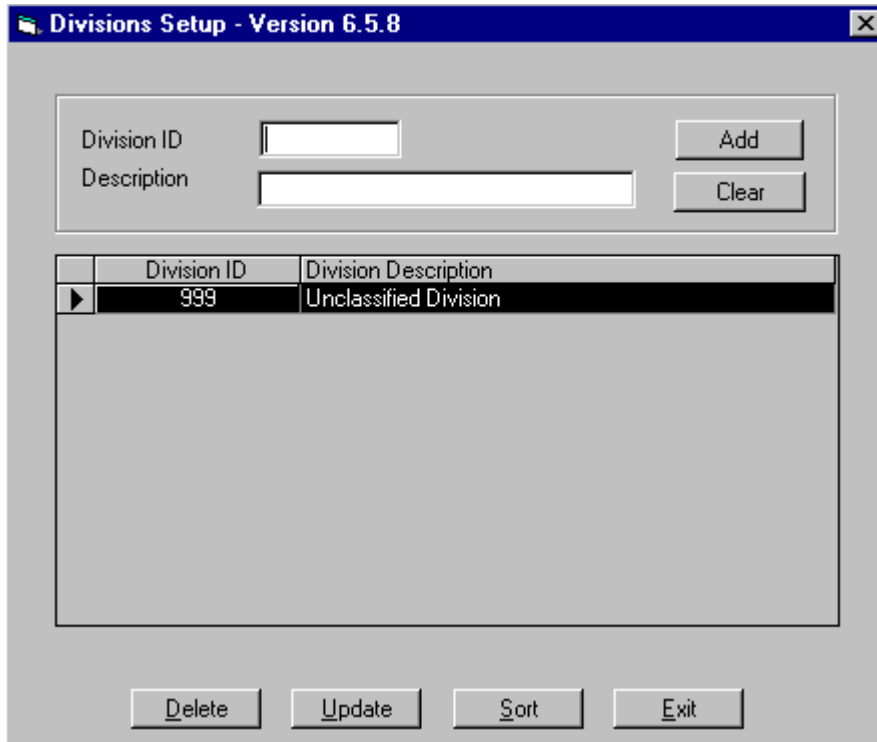 Divisions Setup - Version 6.5.8
Division ID
Add
Description
Clear
Division ID Division Description
999 Unclassified Division
Delete Update Sort Exit